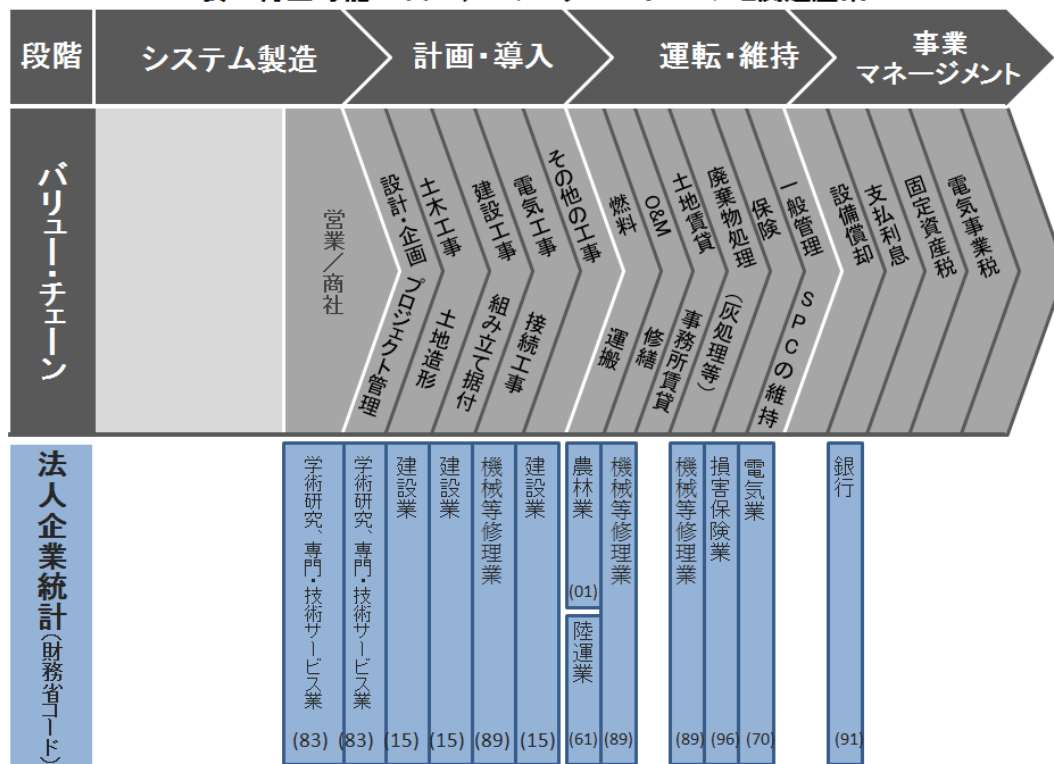 段階
システム製造
計画・導入
運転・維持
事業
マネージメント
バリュー・チェーン
営業／商社
設計・企画
プロジェクト管理
土木工事
土地造形
建設工事
組み立て据付
電気工事
接続工事
その他の工事
燃料
運搬
O&M
修繕
土地賃貸
事務所賃貸
廃棄物処理
（灰処理等）
保険
一般管理
SPCの維持
設備償却
支払利息
固定資産税
電気事業税
法人企業統計(財務省コード)
学術研究、専門・技術サービス業
(83)
学術研究、専門・技術サービス業
(83)
建設業
(15)
建設業
(15)
機械等修理業
(89)
建設業
(15)
農林業
(01)
陸運業
(61)
機械等修理業
(89)
機械等修理業
(89)
損害保険業
(96)
電気業
(70)
銀行
(91)